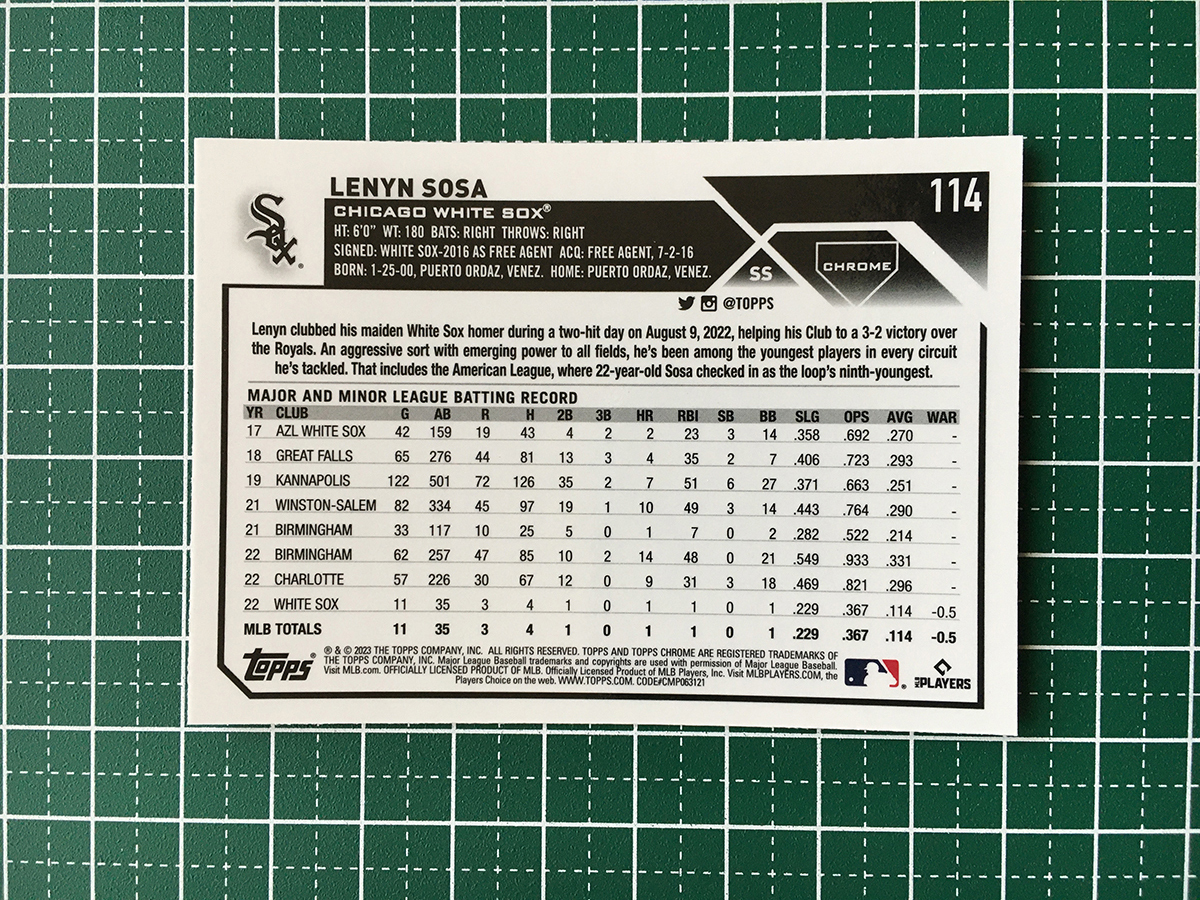 LENYN SOSA
114
Sox
CHICAGO WHITE SOX®
HT: 6'0" WT: 180 BATS: RIGHT THROWS: RIGHT
SIGNED: WHITE SOX-2016 AS FREE AGENT ACQ: FREE AGENT, 7-2-16
BORN: 1-25-00, PUERTO ORDAZ, VENEZ. HOME: PUERTO ORDAZ, VENEZ.
SS
CHROME
@TOPPS
Lenyn clubbed his maiden White Sox homer during a two-hit day on August 9, 2022, helping his Club to a 3-2 victory over
the Royals. An aggressive sort with emerging power to all fields, he's been among the youngest players in every circuit
he's tackled. That includes the American League, where 22-year-old Sosa checked in as the loop's ninth-youngest.
MAJOR AND MINOR LEAGUE BATTING RECORD
YR CLUB G AB R H 2B 3B HR RBI SB BB SLG OPS AVG WAR
17 AZL WHITE SOX 42 159 19 43 4 2 2 23 3 14 .358 .692 .270 -
18 GREAT FALLS 65 276 44 81 13 3 4 35 2 7 .406 .723 .293 -
19 KANNAPOLIS 122 501 72 126 35 2 7 51 6 27 .371 .663 .251 -
21 WINSTON-SALEM 82 334 45 97 19 1 10 49 3 14 .443 .764 .290 -
21 BIRMINGHAM 33 117 10 25 5 0 1 7 0 2 .282 .522 .214 -
22 BIRMINGHAM 62 257 47 85 10 2 14 48 0 21 .549 .933 .331 -
22 CHARLOTTE 57 226 30 67 12 0 9 31 3 18 .469 .821 .296 -
22 WHITE SOX 11 35 3 4 1 0 1 1 0 1 .229 .367 .114 -0.5
MLB TOTALS 11 35 3 4 1 0 1 1 0 1 .229 .367 .114 -0.5
TOPPS®
® & © 2023 THE TOPPS COMPANY, INC. ALL RIGHTS RESERVED. TOPPS AND TOPPS CHROME ARE REGISTERED TRADEMARKS OF
THE TOPPS COMPANY, INC. Major League Baseball trademarks and copyrights are used with permission of Major League Baseball.
Visit MLB.com. OFFICIALLY LICENSED PRODUCT OF MLB. Officially Licensed Product of MLB Players, Inc. Visit MLBPLAYERS.COM, the
Players Choice on the web. WWW.TOPPS.COM. CODE#CMP063121
MLB PLAYERS